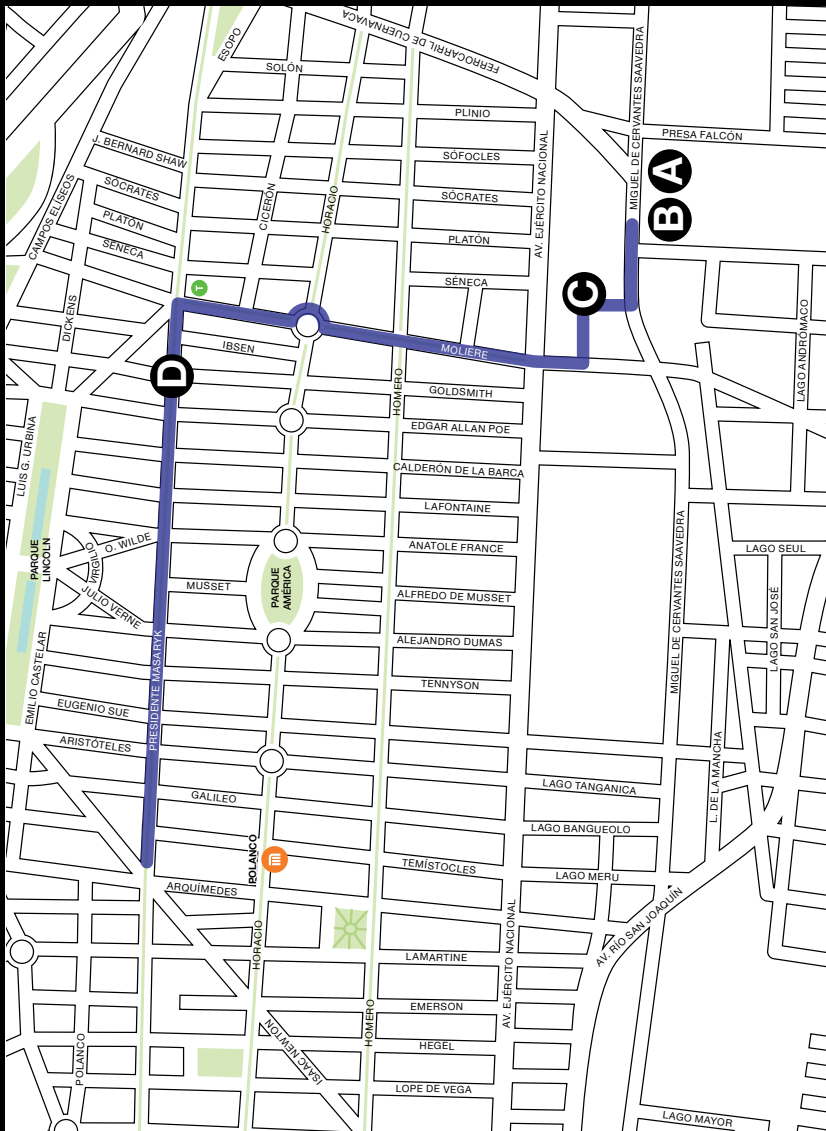 FERROCARRIL DE CUERNAVACA
ESOPO
SOLÓN
MIGUEL DE CERVANTES SAAVEDRA
PLINIO
AV. EJÉRCITO NACIONAL
PRESA FALCÓN
J. BERNARD SHAW
SÓFOCLES
A
CAMPOS ELÍSEOS
SÓCRATES
CICERÓN
HORACIO
SÓCRATES
PLATÓN
B
SÉNECA
PLATÓN
T
SÉNECA
C
DICKENS
IBSEN
MOLIÈRE
LAGO ANDRÓMACO
D
HOMERO
GOLDSMITH
LUIS G. URBINA
EDGAR ALLAN POE
CALDERÓN DE LA BARCA
LAFONTAINE
PARQUE
LINCOLN
VIRGILIO
O. WILDE
ANATOLE FRANCE
LAGO SEUL
MUSSET
PARQUE
AMÉRICA
JULIO VERNE
ALFREDO DE MUSSET
MIGUEL DE CERVANTES SAAVEDRA
LAGO SAN JOSÉ
ALEJANDRO DUMAS
EMILIO CASTELAR
PRESIDENTE MASARYK
TENNYSON
EUGENIO SUE
ARISTÓTELES
L. DE LA MANCHA
GALILEO
LAGO TANGANICA
LAGO BANGUEOLO
POLANCO
TEMÍSTOCLES
ARQUÍMEDES
LAGO MERU
HORACIO
AV. EJÉRCITO NACIONAL
AV. RÍO SAN JOAQUÍN
LAMARTINE
EMERSON
HOMERO
POLANCO
ISAAC NEWTON
HEGEL
LOPE DE VEGA
LAGO MAYOR